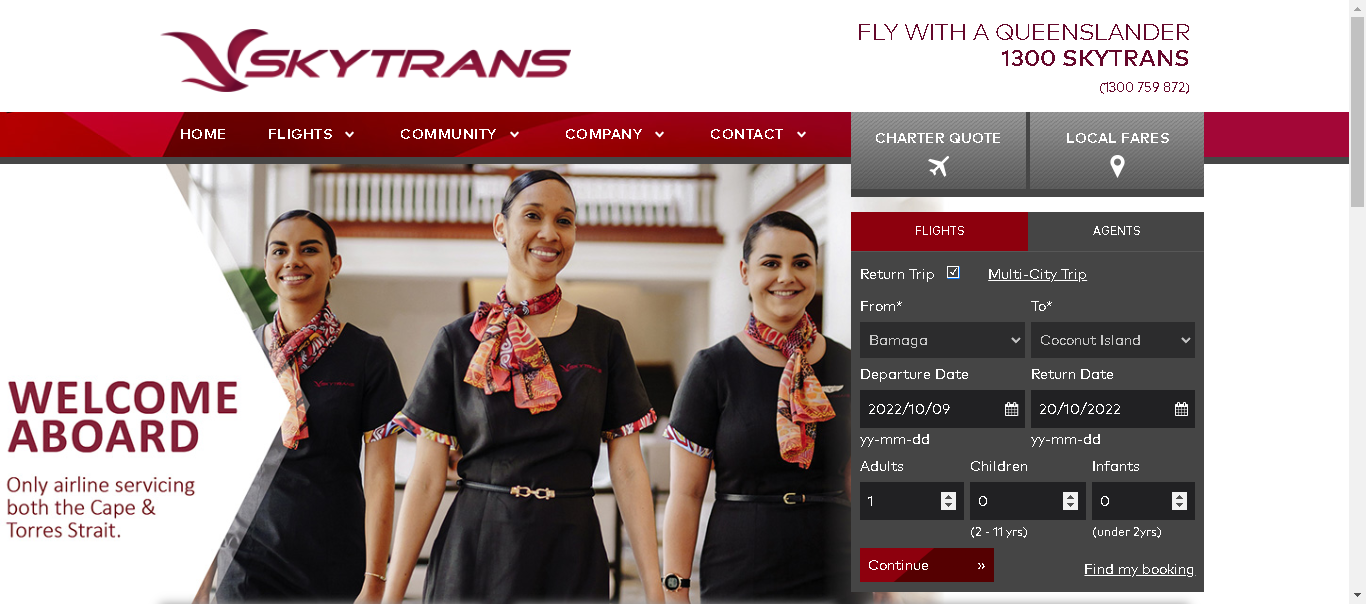 SKYTRANS
FLY WITH A QUEENSLANDER
1300 SKYTRANS
(1300 759 872)
HOME FLIGHTS COMMUNITY COMPANY CONTACT
CHARTER QUOTE LOCAL FARES
FLIGHTS AGENTS
Return Trip Multi-City Trip
From* To*
Bamaga Coconut Island
Departure Date Return Date
2022/10/09 20/10/2022
yy-mm-dd yy-mm-dd
Adults Children Infants
1 0 0
(2 - 11 yrs) (under 2yrs)
Continue »
Find my booking
WELCOME
ABOARD
Only airline servicing
both the Cape &
Torres Strait.
SKYTRANS
SKYTRANS